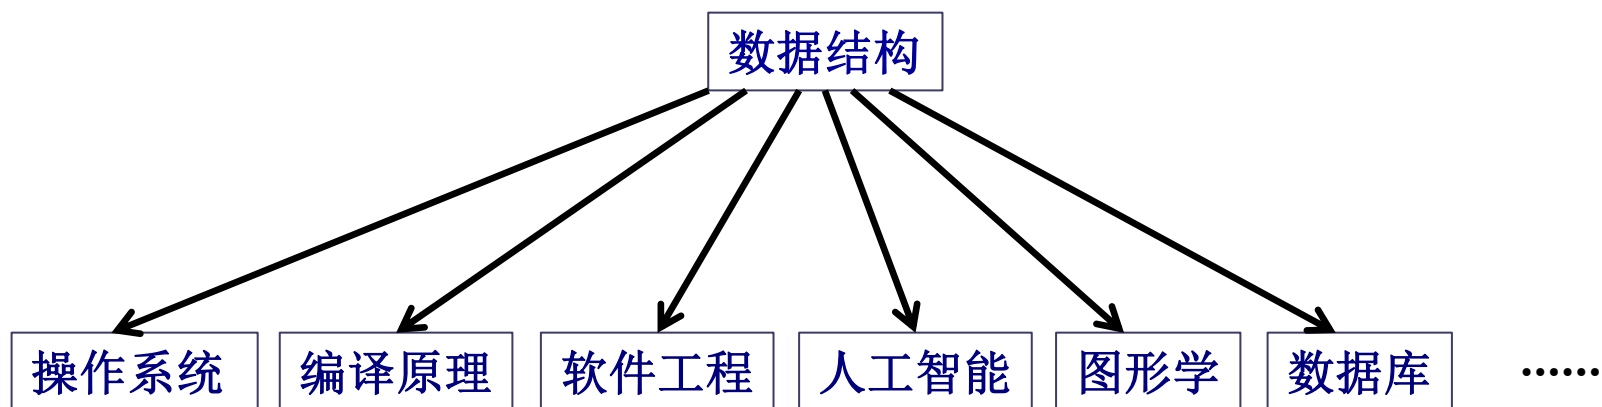 数据结构
操作系统
编译原理
软件工程
人工智能
图形学
数据库
······